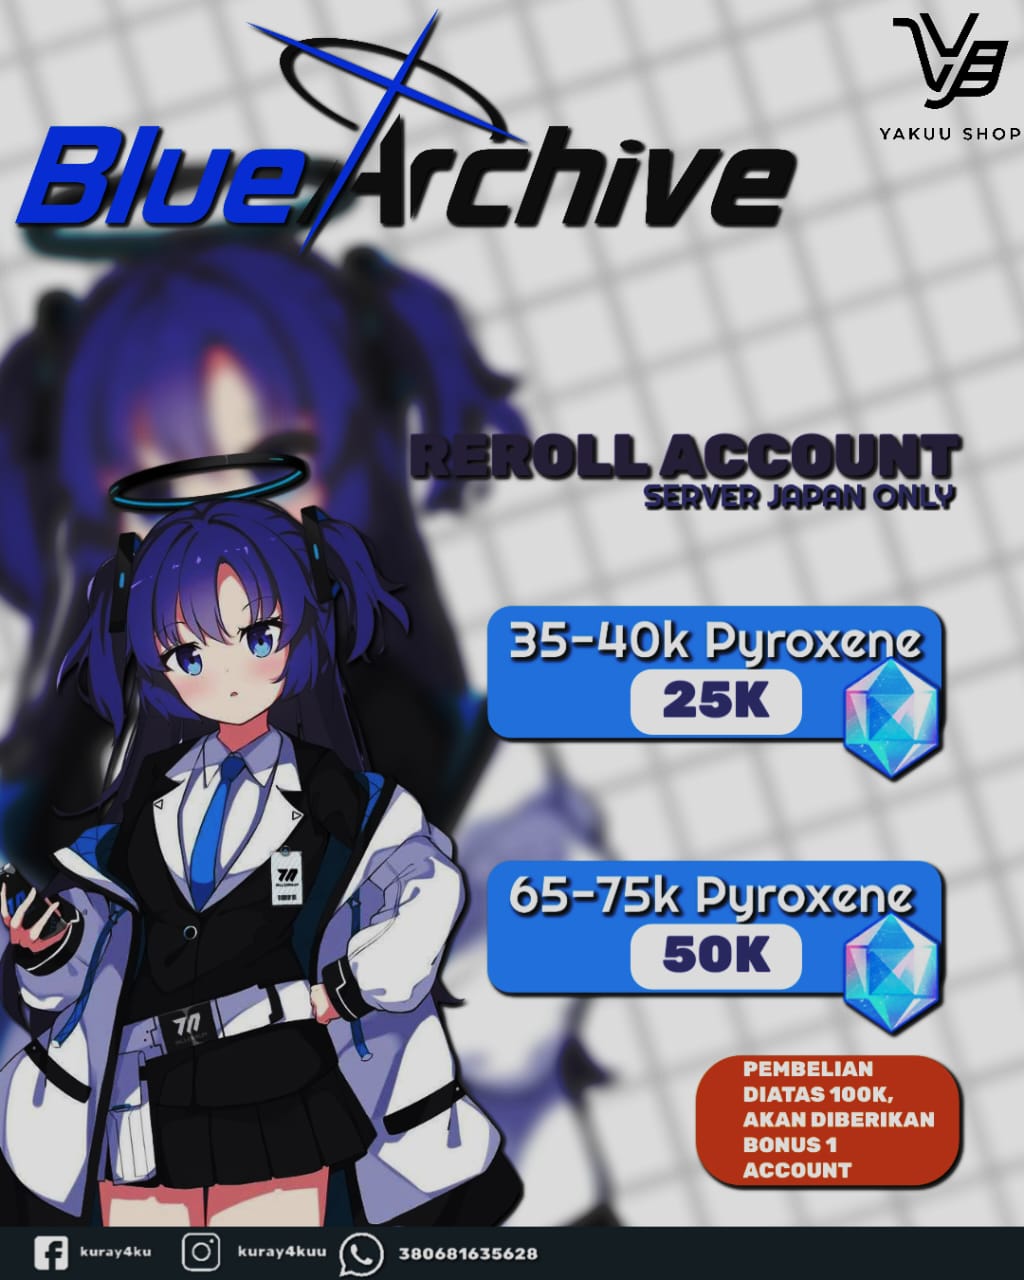 YAKUU SHOP
Blue Archive
REROLL ACCOUNT
SERVER JAPAN ONLY
35-40k Pyroxene
25K
65-75k Pyroxene
50K
PEMBELIAN
DIATAS 100K,
AKAN DIBERIKAN
BONUS 1
ACCOUNT
kuray4ku
kuray4kuu
380681635628